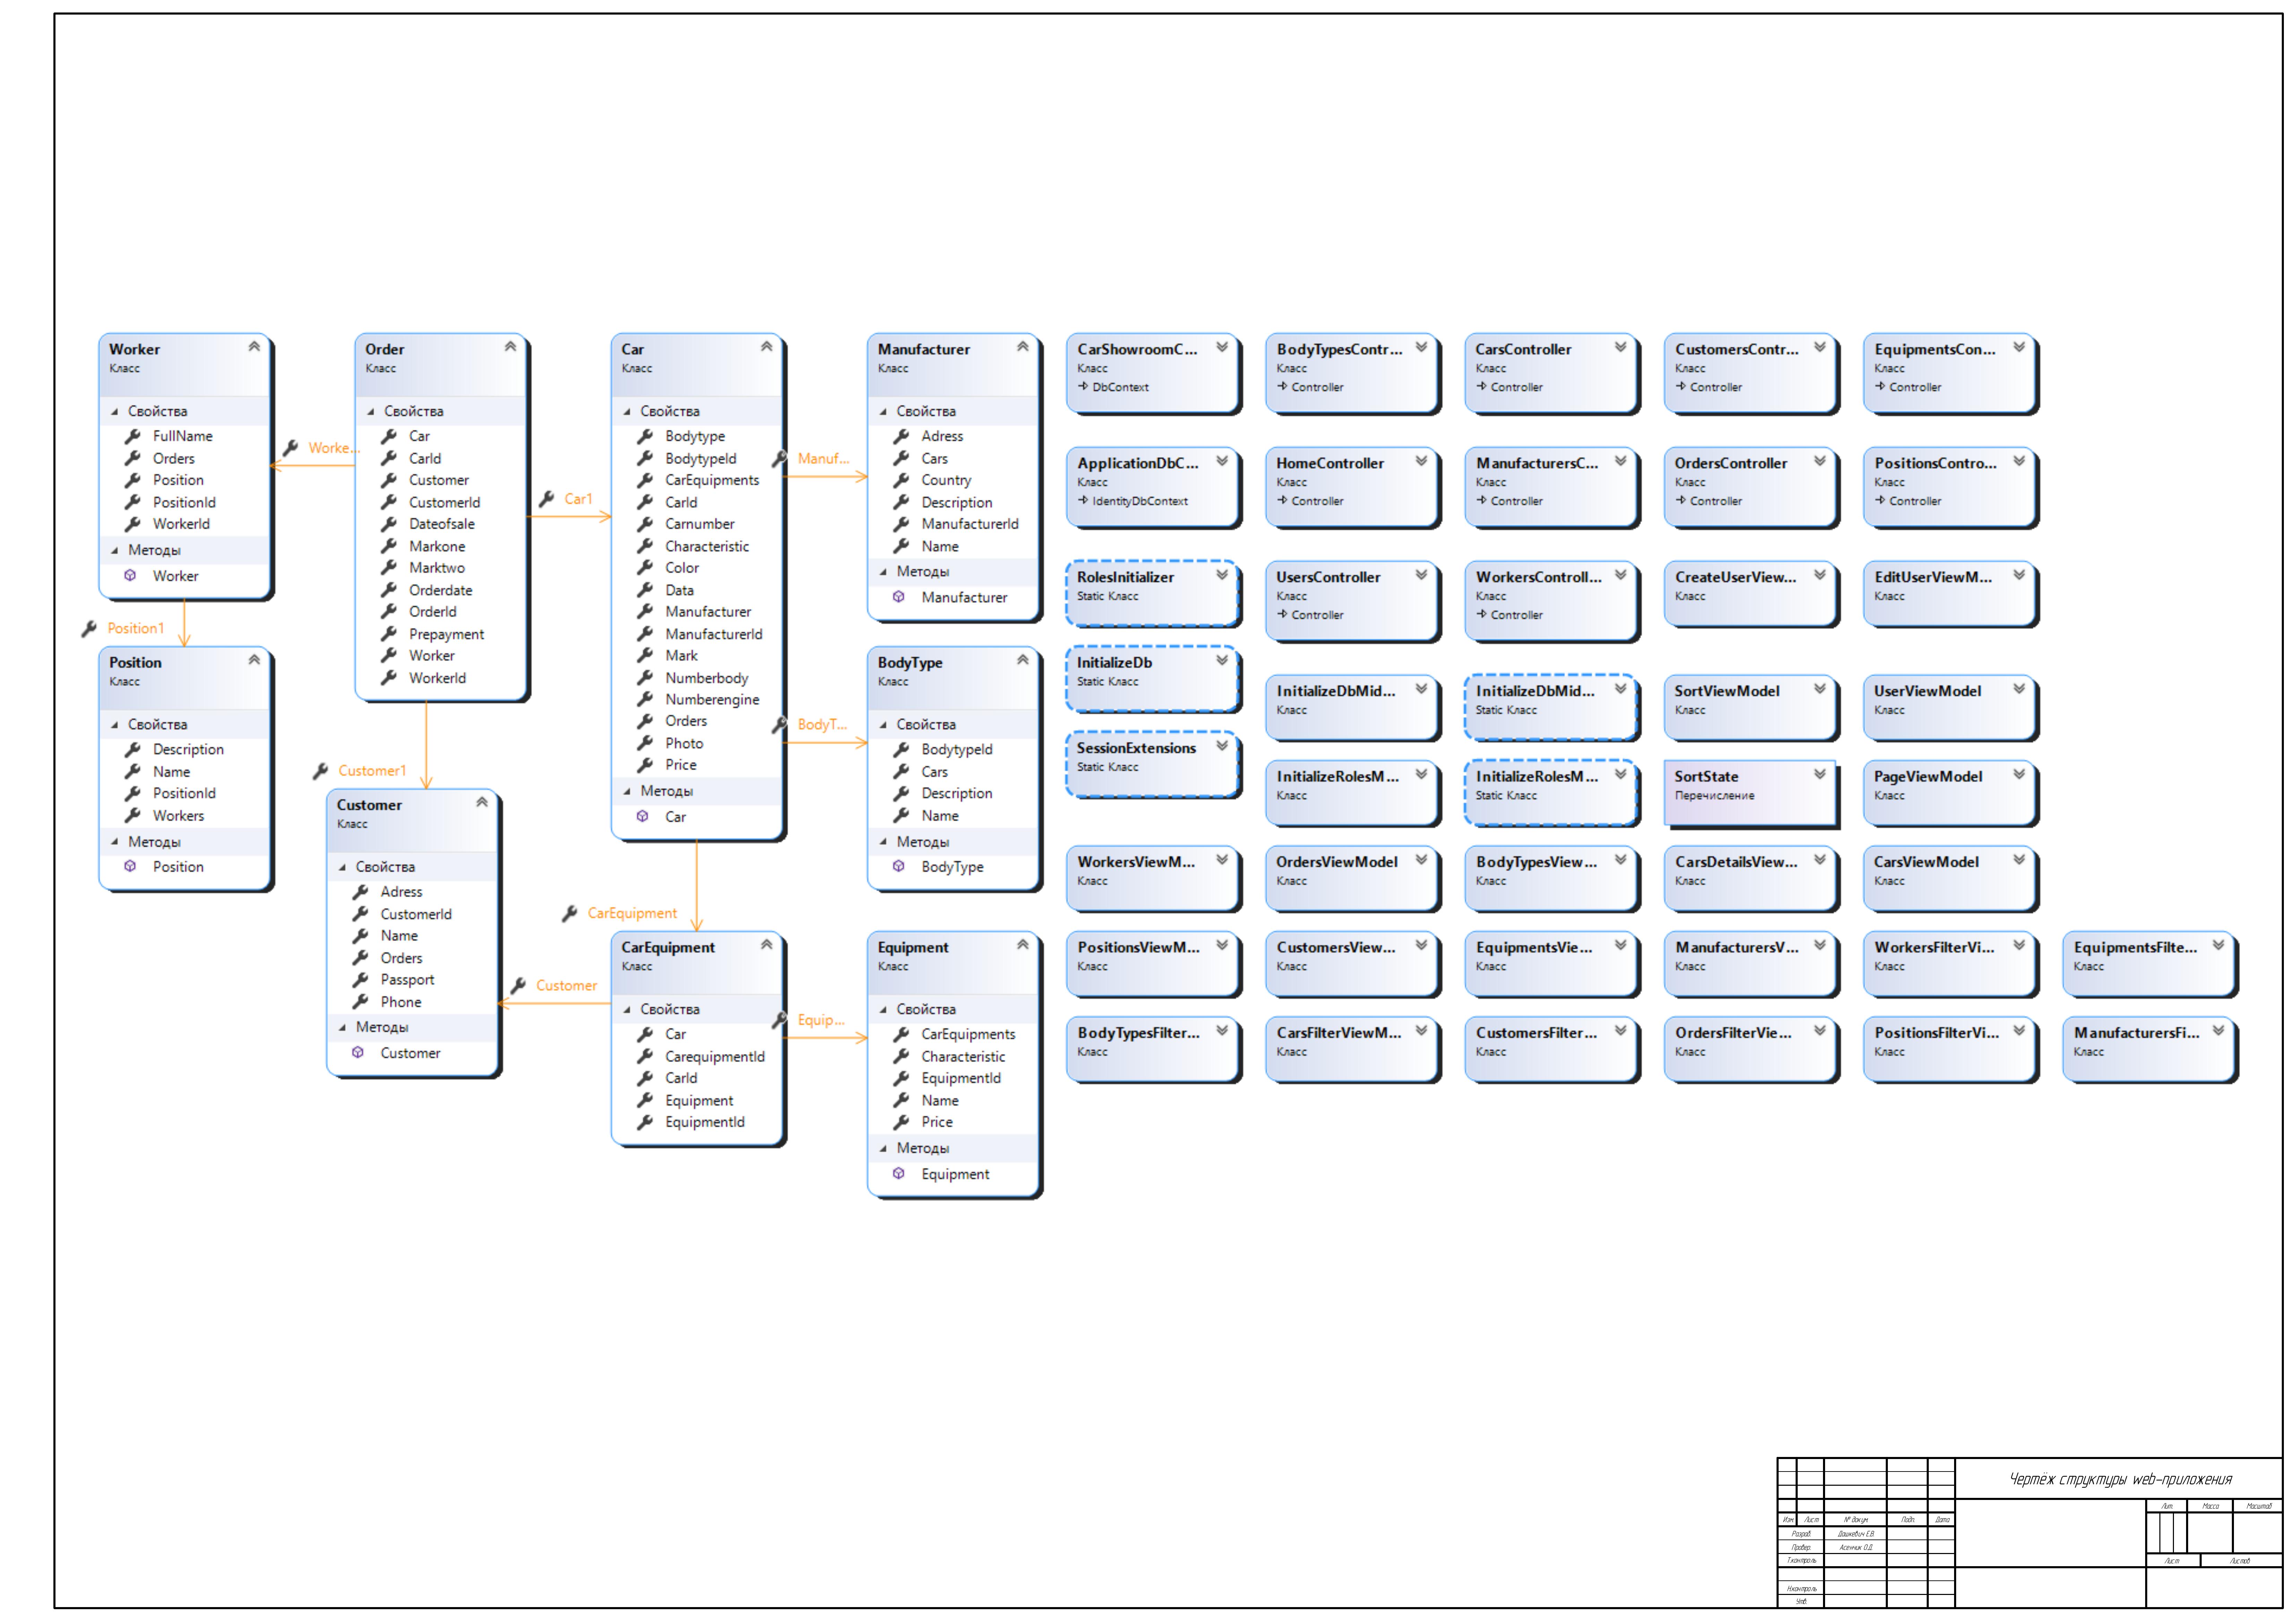 Worker
Класс
Свойства
FullName
Orders
Position
PositionId
WorkerId
Методы
Worker
Worke...
Position1
Position
Класс
Свойства
Description
Name
PositionId
Workers
Методы
Position
Order
Класс
Свойства
Car
CarId
Customer
CustomerId
Dateofsale
Markone
Marktwo
Orderdate
OrderId
Prepayment
Worker
WorkerId
Car1
Customer1
Customer
Класс
Свойства
Adress
CustomerId
Name
Orders
Passport
Phone
Методы
Customer
Car
Класс
Свойства
Bodytype
BodytypeId
CarEquipments
CarId
Carnumber
Characteristic
Color
Data
Manufacturer
ManufacturerId
Mark
Numberbody
Numberengine
Orders
Photo
Price
Методы
Car
Manuf...
BodyT...
CarEquipment
CarEquipment
Класс
Свойства
Car
CarequipmentId
CarId
Equipment
EquipmentId
Customer
Equip...
Manufacturer
Класс
Свойства
Adress
Cars
Country
Description
ManufacturerId
Name
Методы
Manufacturer
BodyType
Класс
Свойства
BodytypeId
Cars
Description
Name
Методы
BodyType
Equipment
Класс
Свойства
CarEquipments
Characteristic
EquipmentId
Name
Price
Методы
Equipment
CarShowroomC...
Класс
DbContext
BodyTypesContr...
Класс
Controller
CarsController
Класс
Controller
CustomersContr...
Класс
Controller
EquipmentsCon...
Класс
Controller
ApplicationDbC...
Класс
IdentityDbContext
HomeController
Класс
Controller
ManufacturersC...
Класс
Controller
OrdersController
Класс
Controller
PositionsContro...
Класс
Controller
RolesInitializer
Static Класс
UsersController
Класс
Controller
WorkersControll...
Класс
Controller
CreateUserView...
Класс
EditUserViewM...
Класс
InitializeDb
Static Класс
InitializeDbMid...
Класс
InitializeDbMid...
Static Класс
SortViewModel
Класс
UserViewModel
Класс
SessionExtensions
Static Класс
InitializeRolesM...
Класс
InitializeRolesM...
Static Класс
SortState
Перечисление
PageViewModel
Класс
WorkersViewM...
Класс
OrdersViewModel
Класс
BodyTypesView...
Класс
CarsDetailsView...
Класс
CarsViewModel
Класс
PositionsViewM...
Класс
CustomersView...
Класс
EquipmentsVie...
Класс
ManufacturersV...
Класс
WorkersFilterVi...
Класс
EquipmentsFilte...
Класс
BodyTypesFilter...
Класс
CarsFilterViewM...
Класс
CustomersFilter...
Класс
OrdersFilterVie...
Класс
PositionsFilterVi...
Класс
ManufacturersFi...
Класс
Чертёж структуры web-приложения
Лит. Масса Масштаб
Изм. Лист № докум. Подп. Дата
Разраб. Дашкевич Е.В.
Провер. Асенчик О.Д.
Т.контроль
Лист Листов
Н.контроль
Утв.